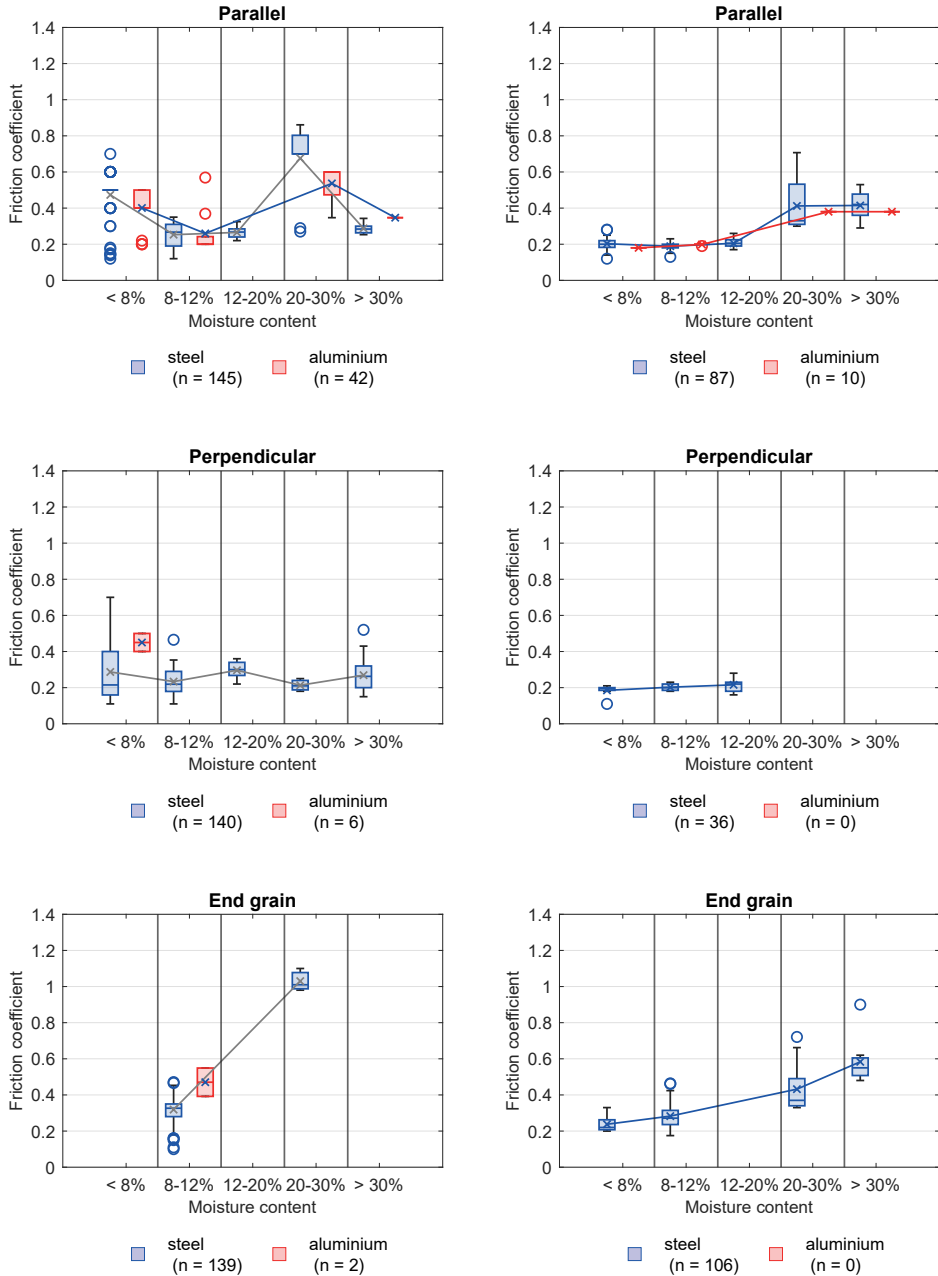 Parallel
1.4
1.2
1
0.8
0.6
0.4
0.2
0
Friction coefficient
< 8% 8-12% 12-20% 20-30% > 30%
Moisture content
steel (n = 145)
aluminium (n = 42)
Parallel
1.4
1.2
1
0.8
0.6
0.4
0.2
0
Friction coefficient
< 8% 8-12% 12-20% 20-30% > 30%
Moisture content
steel (n = 87)
aluminium (n = 10)
Perpendicular
1.4
1.2
1
0.8
0.6
0.4
0.2
0
Friction coefficient
< 8% 8-12% 12-20% 20-30% > 30%
Moisture content
steel (n = 140)
aluminium (n = 6)
Perpendicular
1.4
1.2
1
0.8
0.6
0.4
0.2
0
Friction coefficient
< 8% 8-12% 12-20% 20-30% > 30%
Moisture content
steel (n = 36)
aluminium (n = 0)
End grain
1.4
1.2
1
0.8
0.6
0.4
0.2
0
Friction coefficient
< 8% 8-12% 12-20% 20-30% > 30%
Moisture content
steel (n = 139)
aluminium (n = 2)
End grain
1.4
1.2
1
0.8
0.6
0.4
0.2
0
Friction coefficient
< 8% 8-12% 12-20% 20-30% > 30%
Moisture content
steel (n = 106)
aluminium (n = 0)